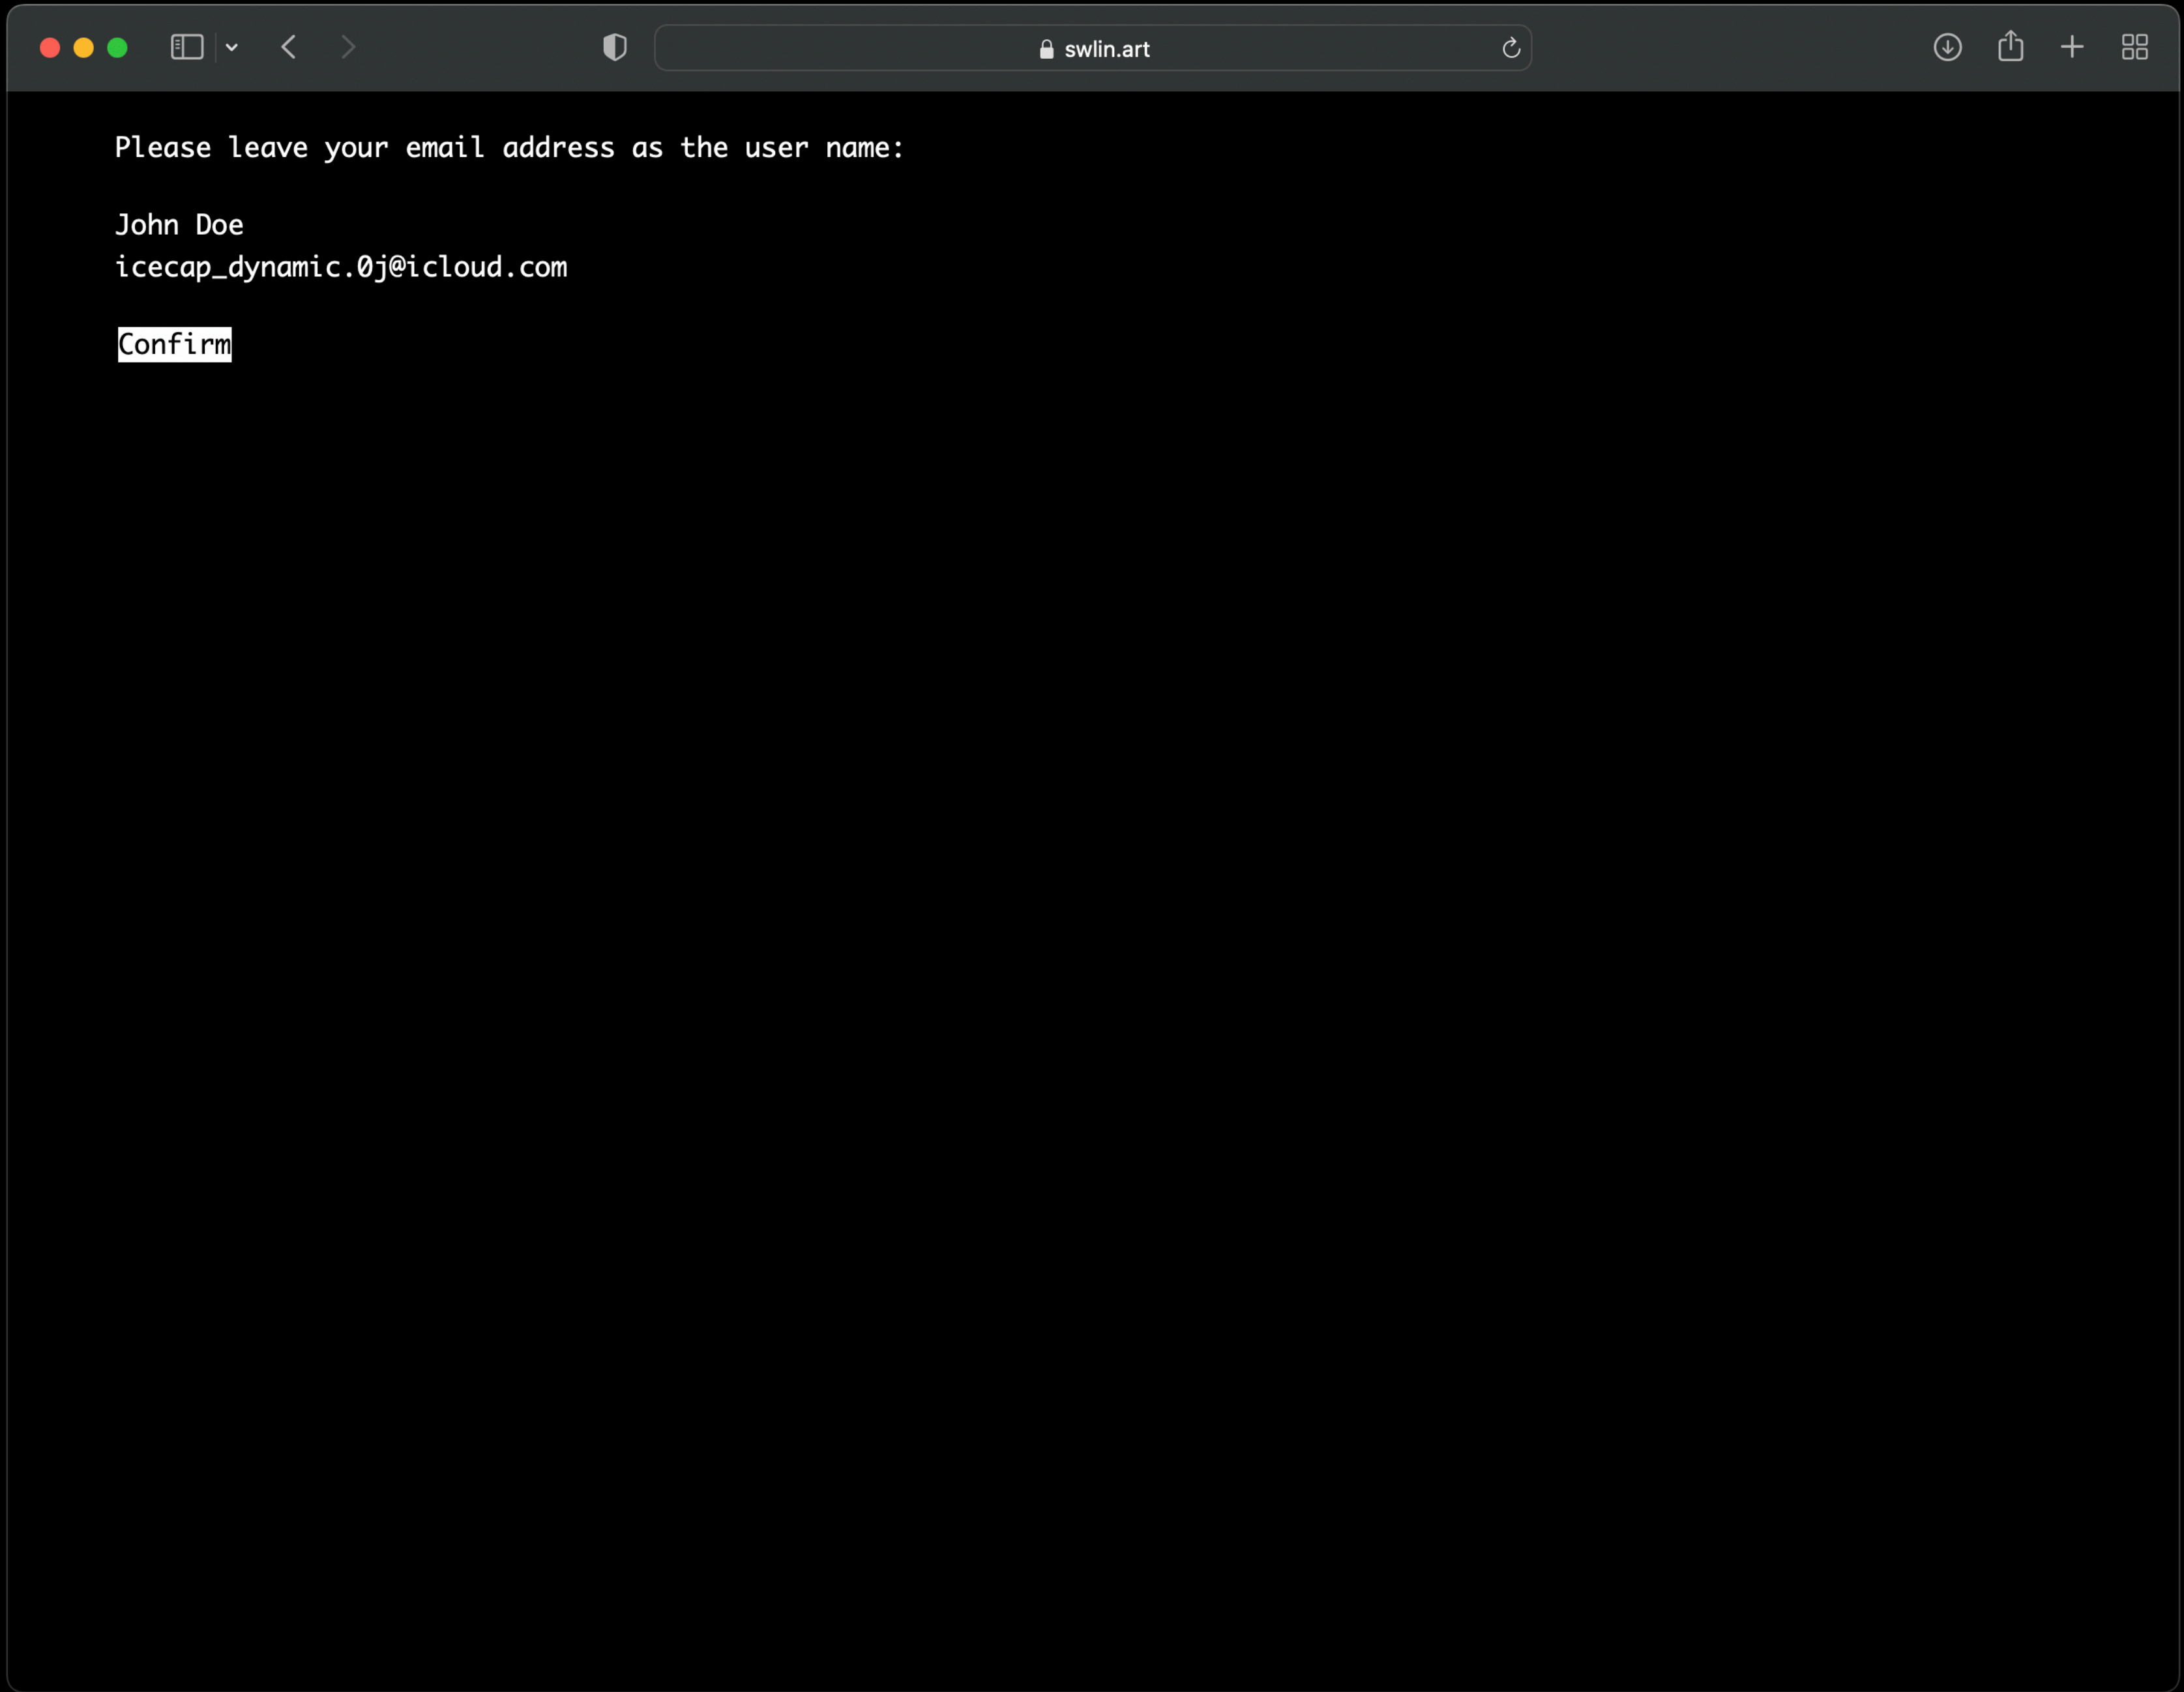 swlin.art
Please leave your email address as the user name:
John Doe
icecap_dynamic.0j@icloud.com
Confirm